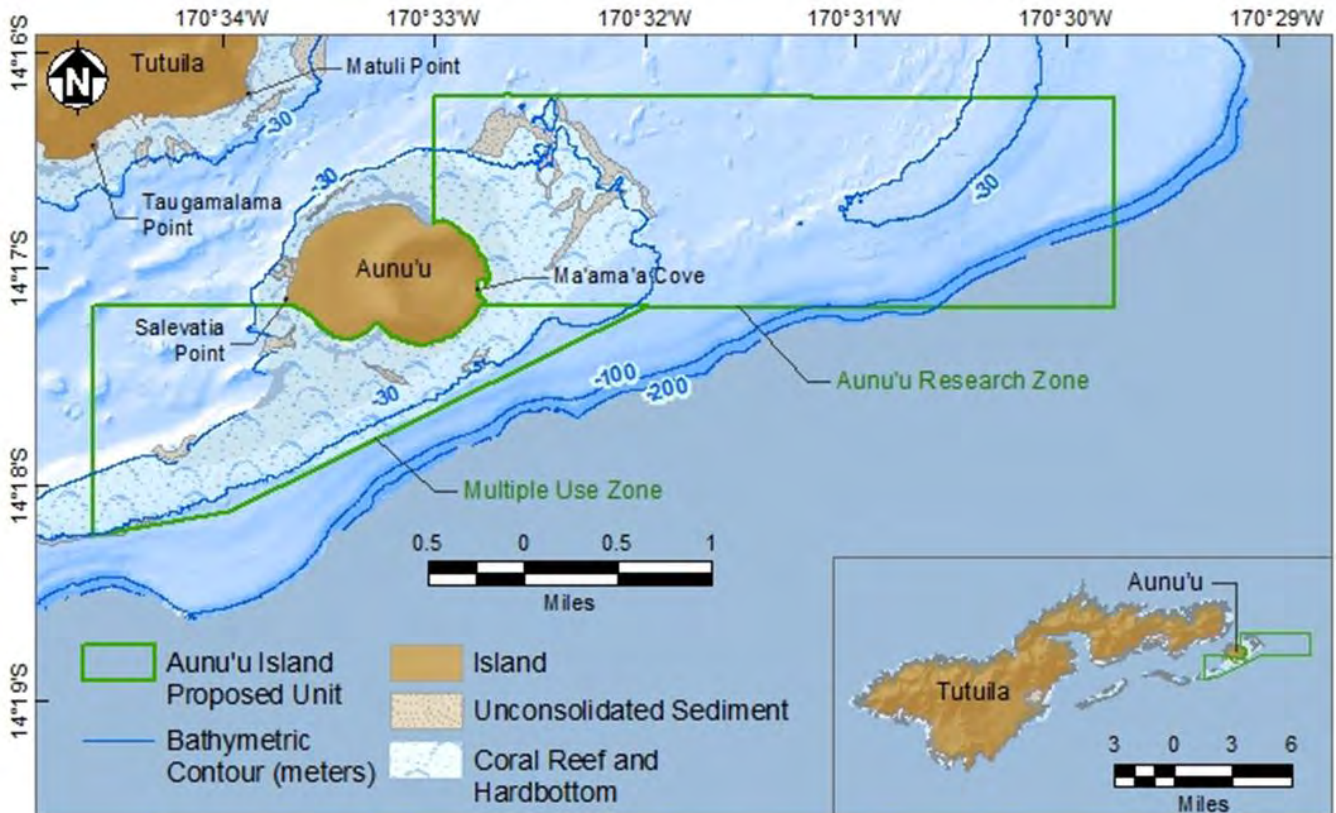 170°34'W 170°33'W 170°32'W 170°31'W 170°30'W 170°29'W
14°16'S
14°17'S
14°18'S
14°19'S
N
Tutuila
Matuli Point
-30
Taugamalama
Point
-30
-30
Aunu'u
Ma'ama'a Cove
Salevatia
Point
-100
-200
Aunu'u Research Zone
-30
Multiple Use Zone
0.5 0 0.5 1
Miles
Aunu'u Island
Proposed Unit
Bathymetric
Contour (meters)
Island
Unconsolidated Sediment
Coral Reef and
Hardbottom
Aunu'u
Tutuila
3 0 3 6
Miles